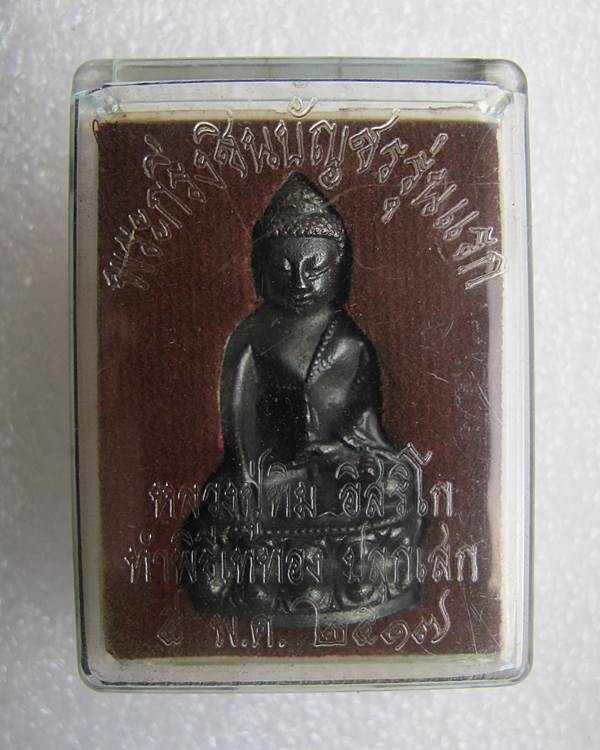 พระกริ่งชินบัญชรรุ่นแรก
หลวงปู่ทิม อิสริโก
ทำพิธีเททอง ปลุกเสก
๕ พ.ค. ๒๕๑๗